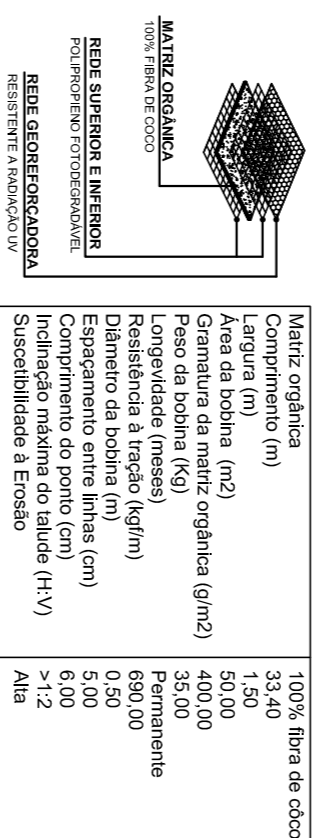 MATRIZ ORGÂNICA
100% FIBRA DE COCO
REDE SUPERIOR E INFERIOR
POLIPROPIENO FOTODEGRADÁVEL
REDE GEOREFORÇADORA
RESISTENTE A RADIAÇÃO UV
Matriz orgânica 100% fibra de côco
Comprimento (m) 33,40
Largura (m) 1,50
Área da bobina (m2) 50,00
Gramatura da matriz orgânica (g/m2) 400,00
Peso da bobina (Kg) 35,00
Longevidade (meses) Permanente
Resistência à tração (kgf/m) 690,00
Diâmetro da bobina (m) 0,50
Espaçamento entre linhas (cm) 5,00
Comprimento do ponto (cm) 6,00
Inclinação máxima do talude (H:V) >1:2
Suscetibilidade à Erosão Alta